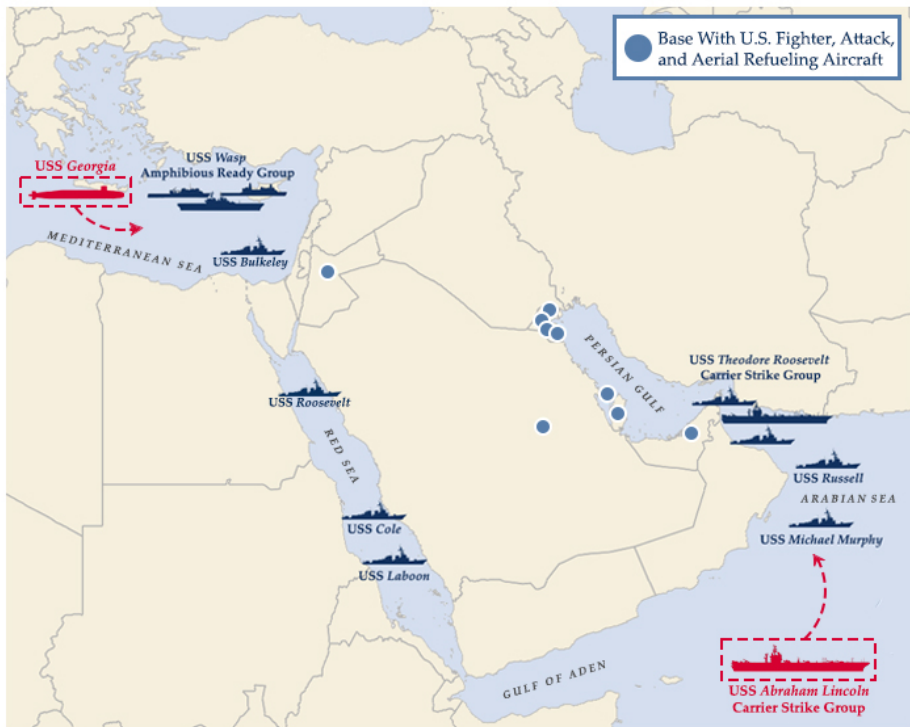 Base With U.S. Fighter, Attack,
and Aerial Refueling Aircraft
USS Georgia
USS Wasp
Amphibious Ready Group
MEDITERRANEAN SEA
USS Bulkeley
PERSIAN GULF
USS Theodore Roosevelt
Carrier Strike Group
USS Roosevelt
RED SEA
USS Russell
ARABIAN SEA
USS Cole
USS Michael Murphy
USS Laboon
GULF OF ADEN
USS Abraham Lincoln
Carrier Strike Group